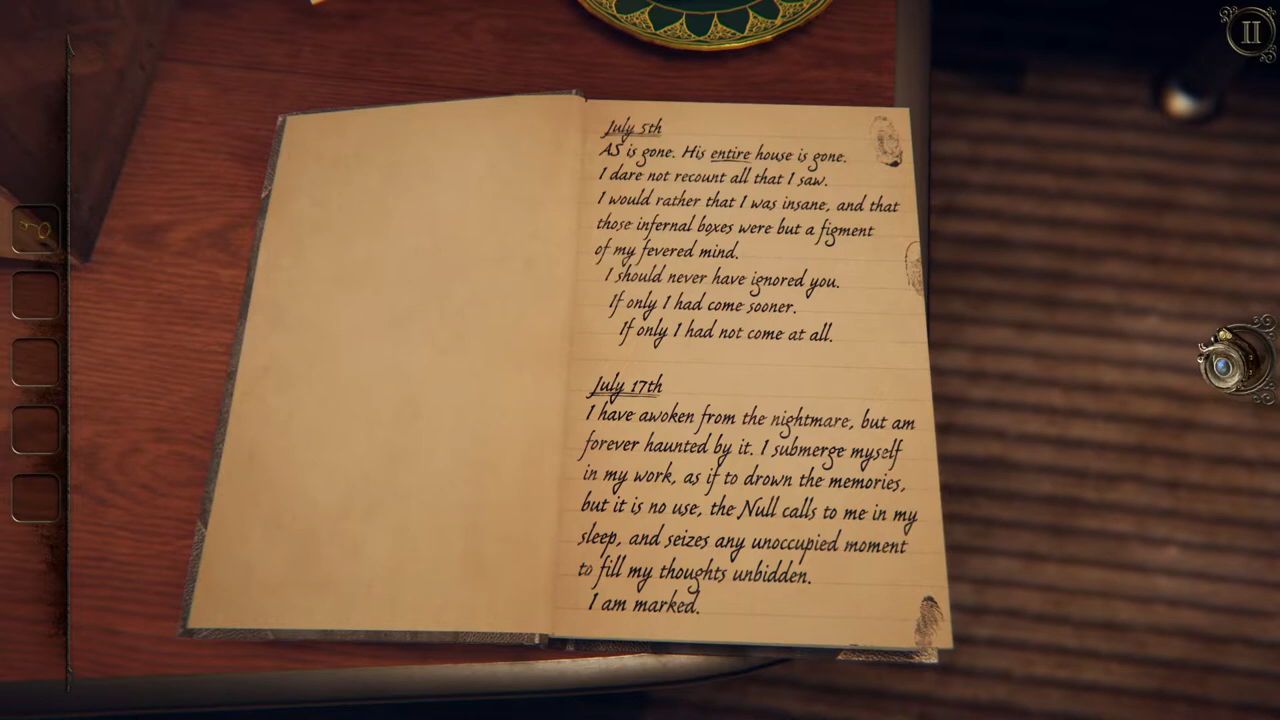 II
July 5th
AS is gone. His entire house is gone.
I dare not recount all that I saw.
I would rather that I was insane, and that
those infernal boxes were but a figment
of my fevered mind.
I should never have ignored you.
If only I had come sooner.
If only I had not come at all.
July 17th
I have awoken from the nightmare, but am
forever haunted by it. I submerge myself
in my work, as if to drown the memories,
but it is no use, the Null calls to me in my
sleep, and seizes any unoccupied moment
to fill my thoughts unbidden.
I am marked.